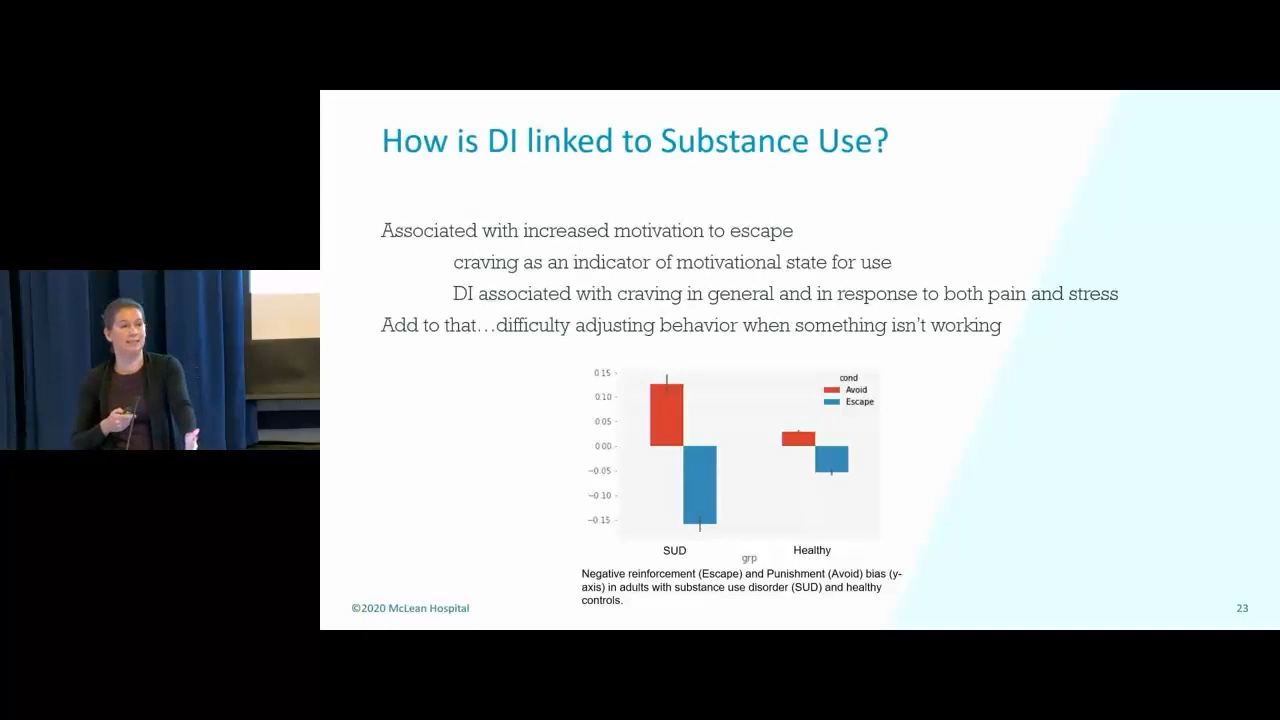 How is DI linked to Substance Use?
Associated with increased motivation to escape
craving as an indicator of motivational state for use
DI associated with craving in general and in response to both pain and stress
Add to that…difficulty adjusting behavior when something isn't working
0.15
0.10
0.05
0.00
−0.05
−0.10
−0.15
cond
Avoid
Escape
SUD
Healthy
grp
Negative reinforcement (Escape) and Punishment (Avoid) bias (y-
axis) in adults with substance use disorder (SUD) and healthy
controls.
©2020 McLean Hospital
23